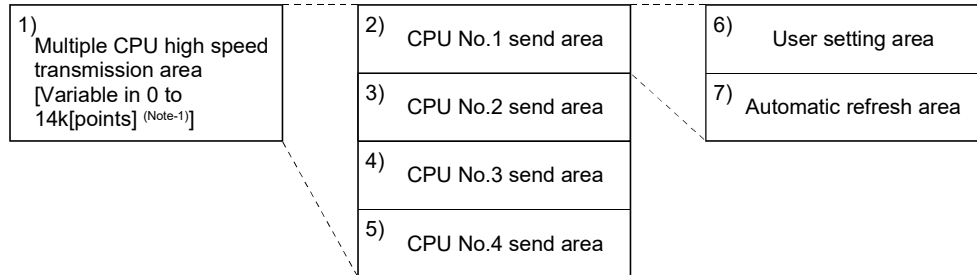 1)
Multiple CPU high speed
transmission area
[Variable in 0 to
14k[points] (Note-1)]
2) CPU No.1 send area
3) CPU No.2 send area
4) CPU No.3 send area
5) CPU No.4 send area
6) User setting area
7) Automatic refresh area